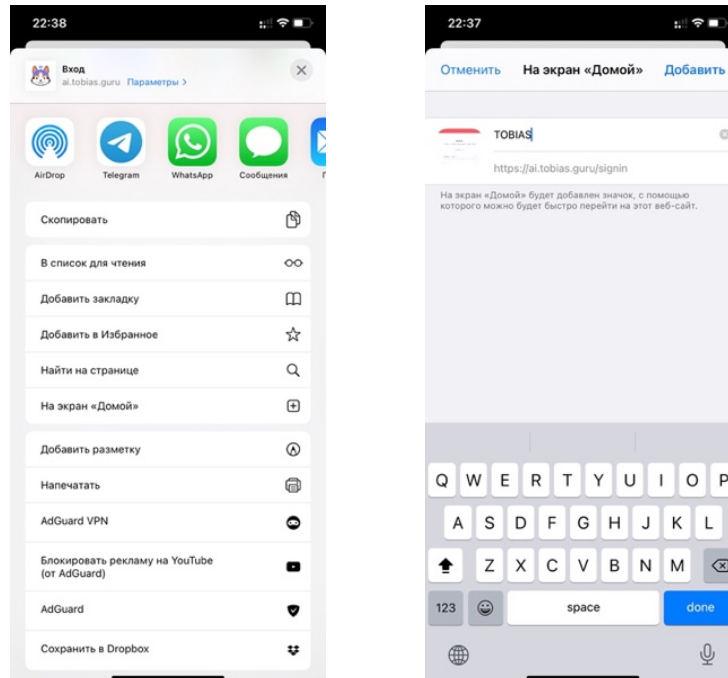 22:38
Вход
ai.tobias.guru Параметры >
AirDrop Telegram WhatsApp Сообщения
Скопировать
В список для чтения
Добавить закладку
Добавить в Избранное
Найти на странице
На экран «Домой»
Добавить разметку
Напечатать
AdGuard VPN
Блокировать рекламу на YouTube
(от AdGuard)
AdGuard
Сохранить в Dropbox
22:37
Отменить На экран «Домой» Добавить
TOBIAS
https://ai.tobias.guru/signin
На экран «Домой» будет добавлен значок, с помощью
которого можно будет быстро перейти на этот веб-сайт.
Q W E R T Y U I O P
A S D F G H J K L
Z X C V B N M
123 space done